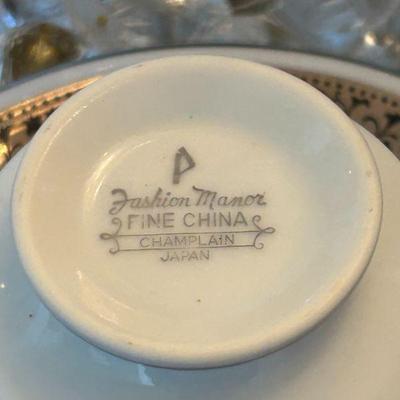 P
Fashion Manor
FINE CHINA
CHAMPLAIN
JAPAN